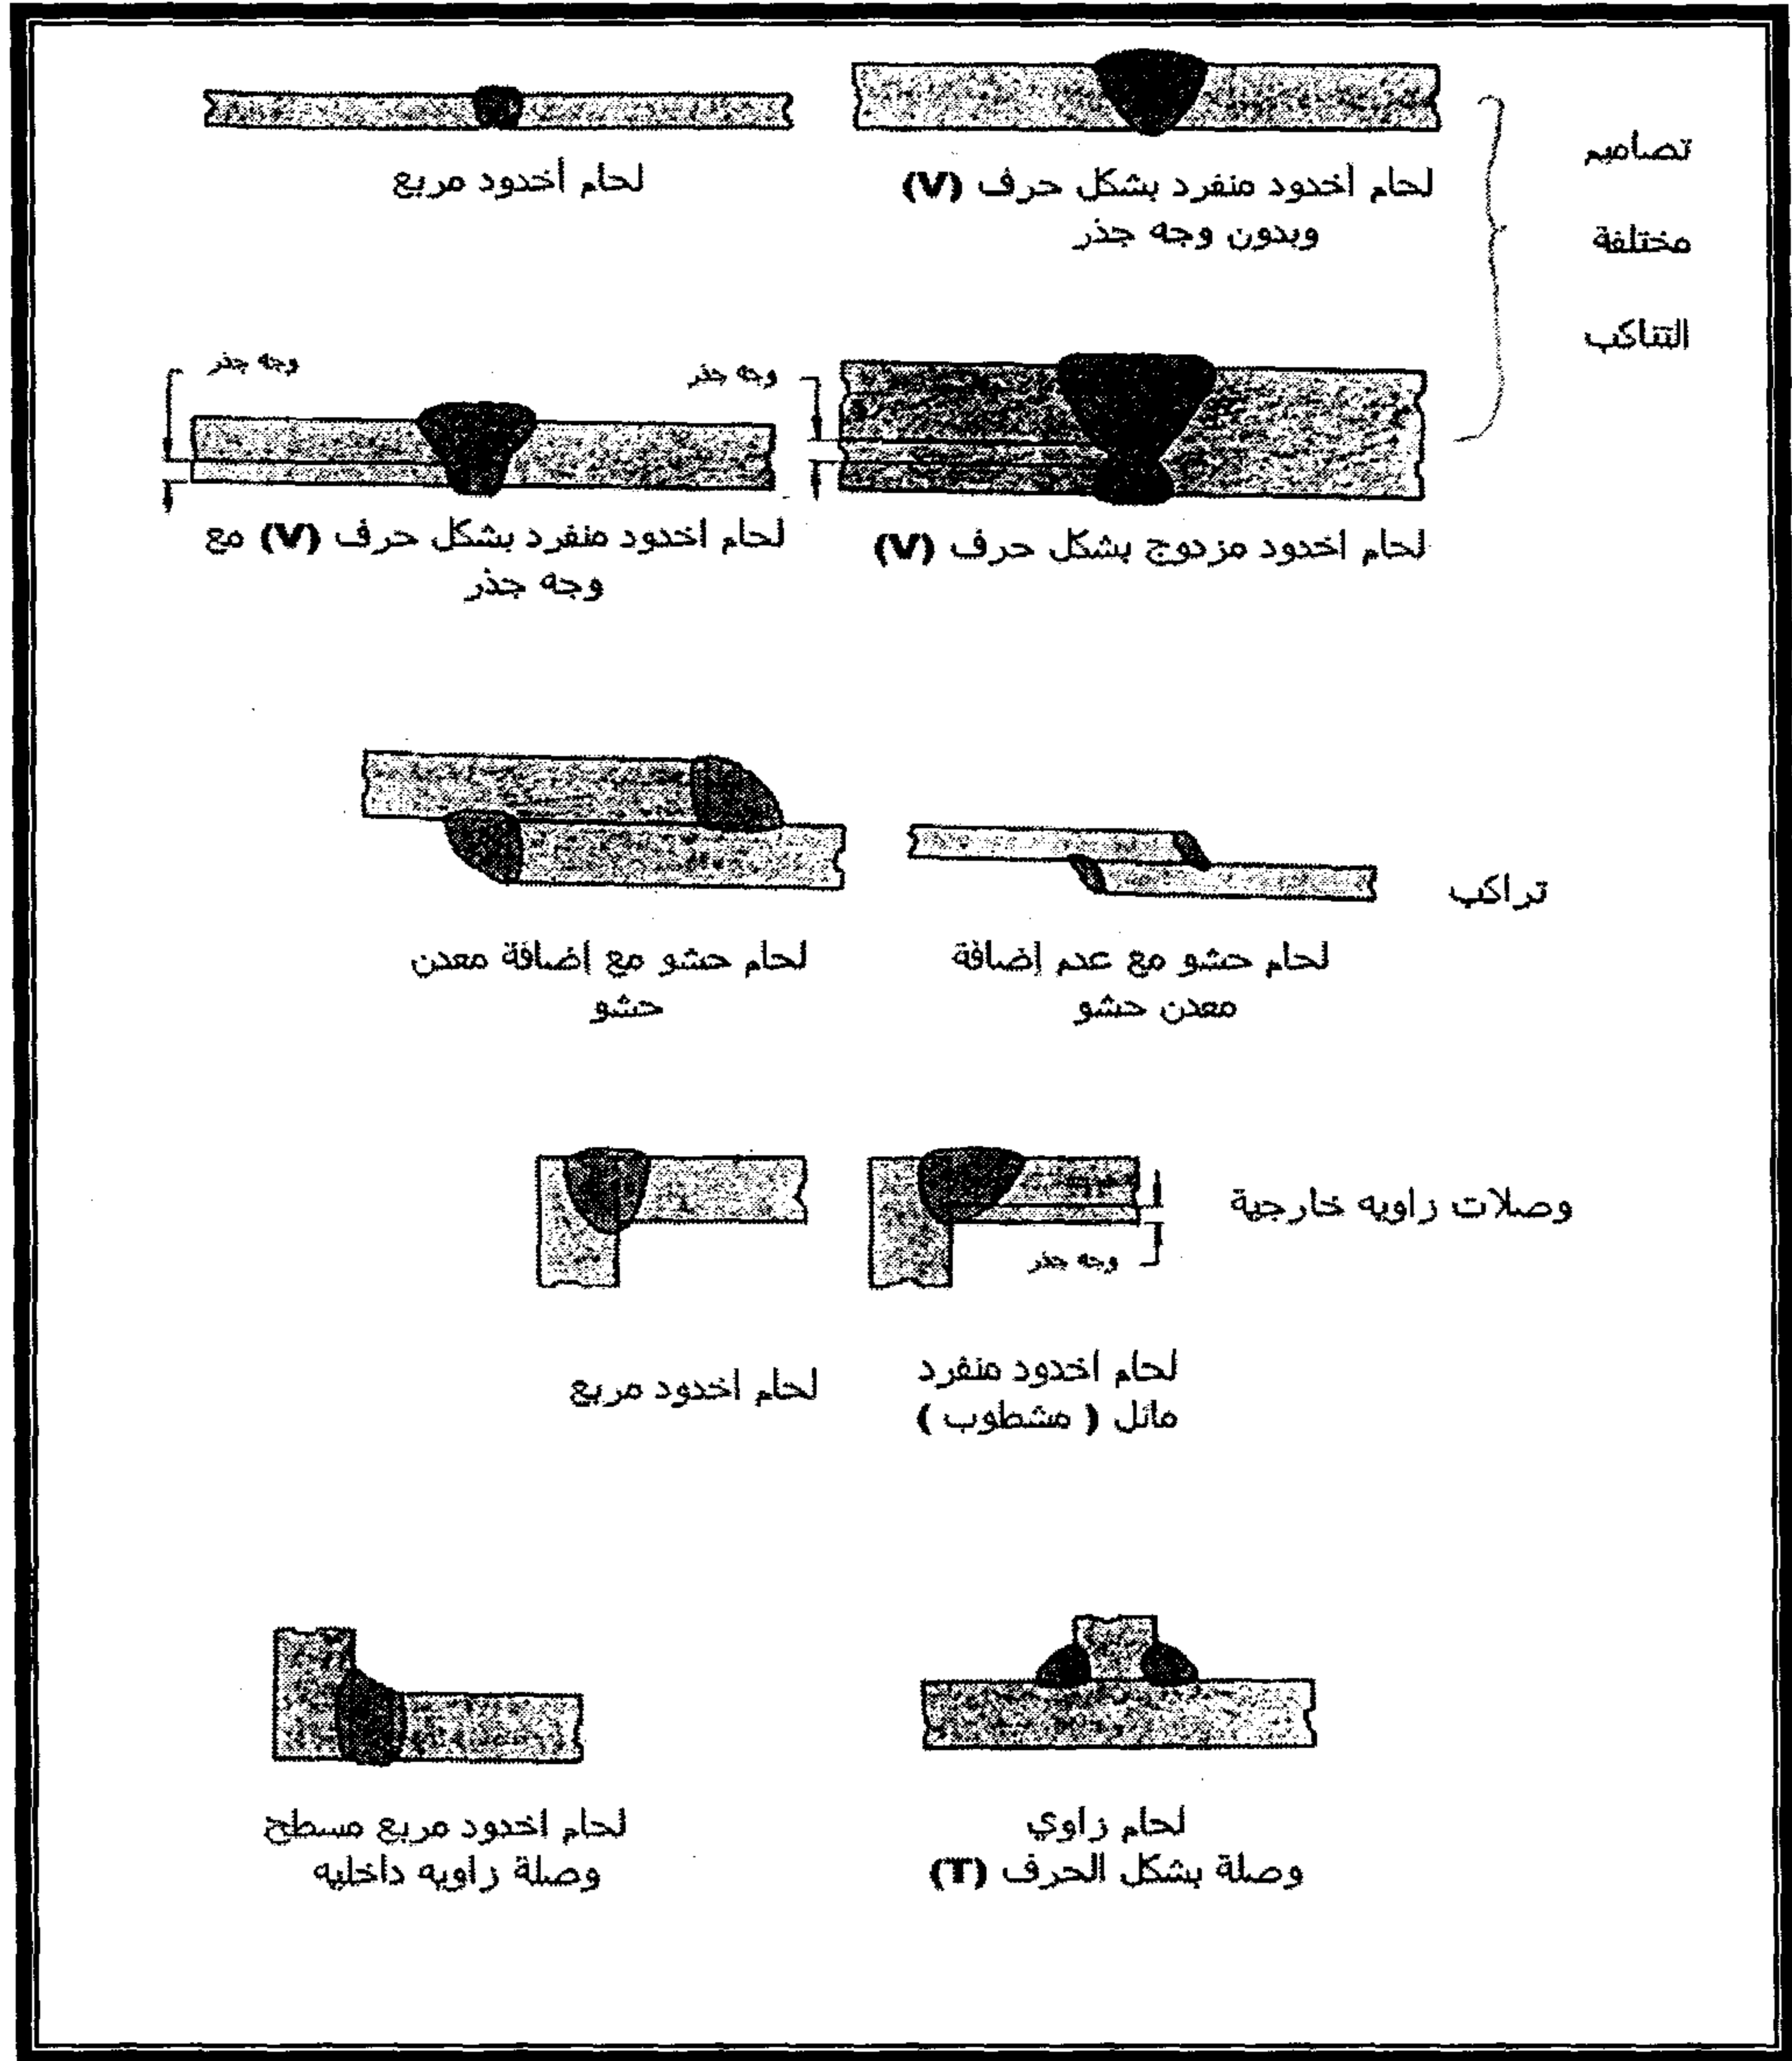 تصاميم
مختلفة
التناكب
لحام أخدود منفرد بشكل حرف (V)
وبدون وجه جذر
لحام أخدود مربع
وجه جذر
لحام اخدود مزدوج بشكل حرف (V)
وجه جذر
لحام اخدود منفرد بشكل حرف (V) مع
وجه جذر
تراكب
لحام حشو مع عدم إضافة
معدن حشو
لحام حشو مع إضافة معدن
حشو
وصلات زاويه خارجية
وجه جذر
لحام اخدود منفرد
مائل ( مشطوب )
لحام اخدود مربع
لحام زاوي
وصلة بشكل الحرف (T)
لحام اخدود مربع مسطح
وصلة زاويه داخليه